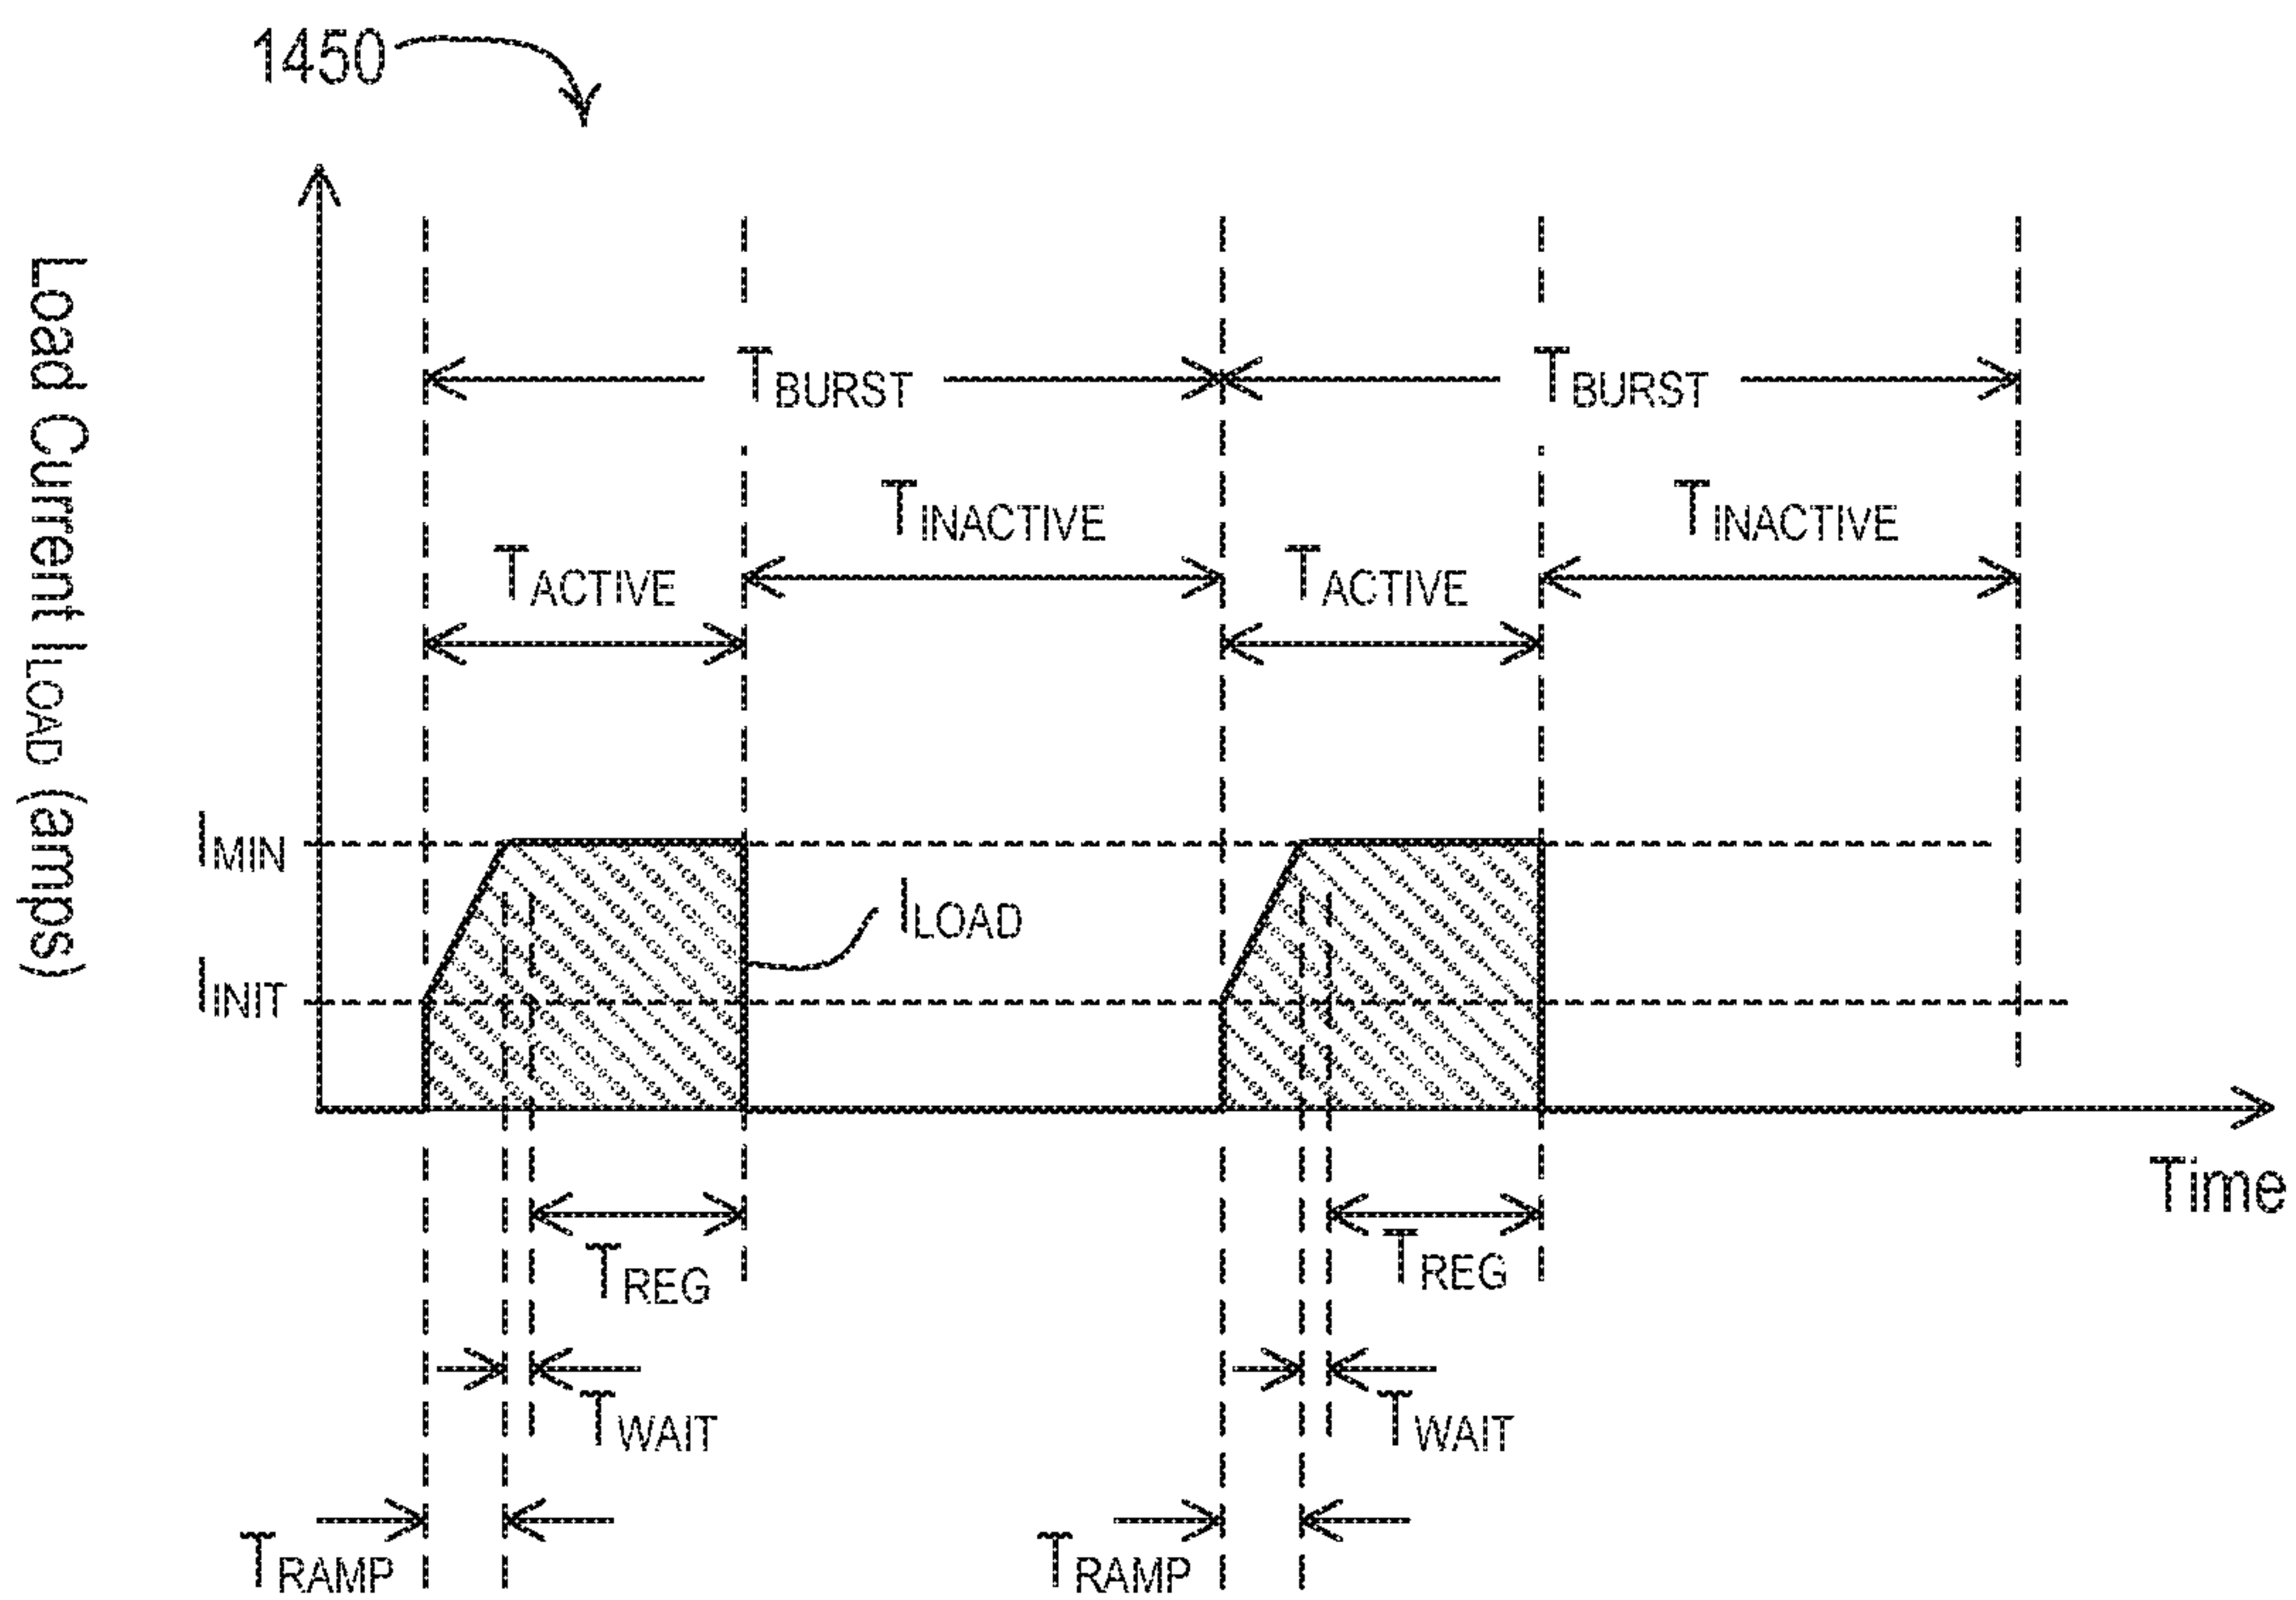 1450
Load Current ILOAD (amps)
TBURST
TBURST
TINACTIVE
TINACTIVE
TACTIVE
TACTIVE
IMIN
ILOAD
IINIT
Time
TREG
TREG
TWAIT
TWAIT
TRAMP
TRAMP